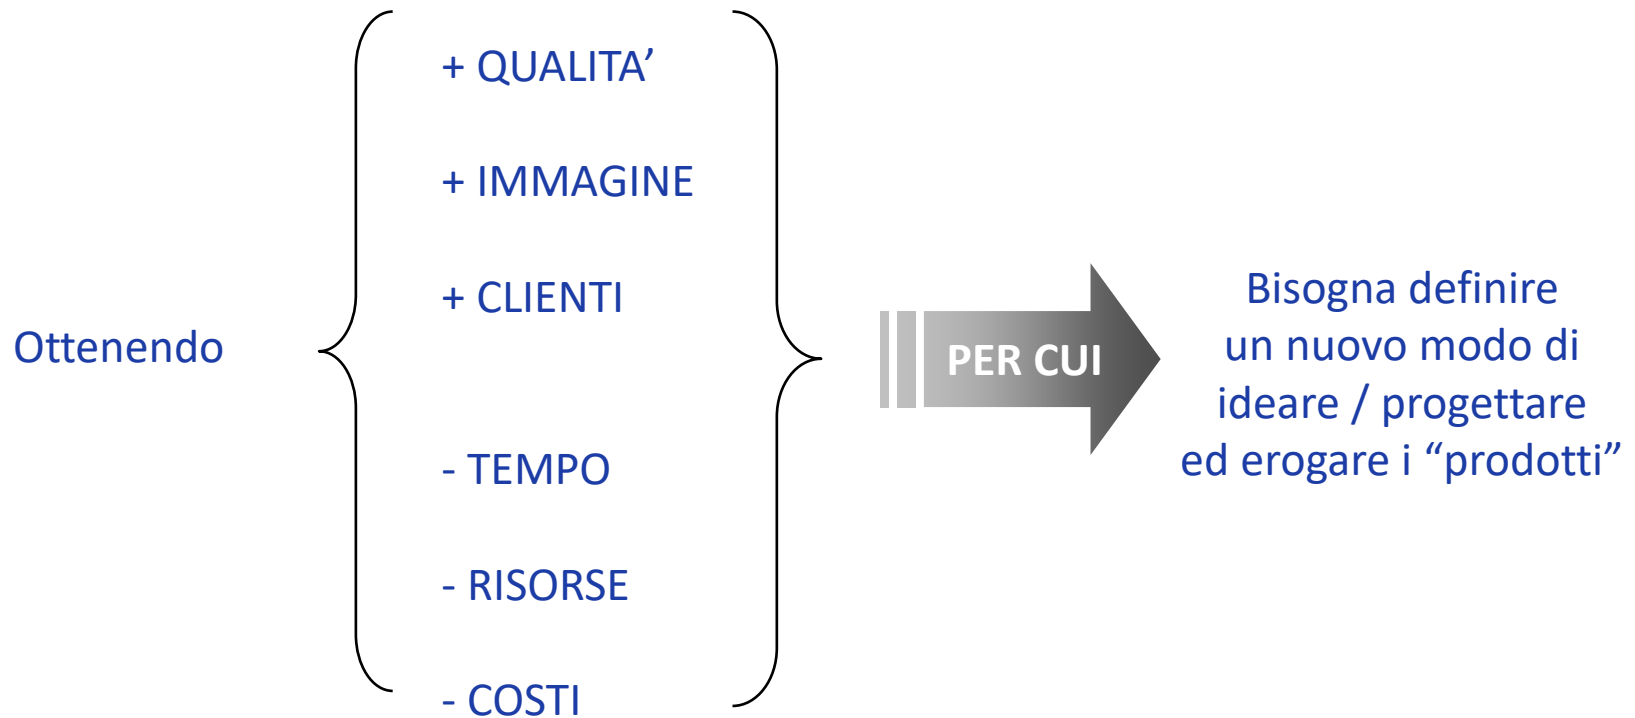 Ottenendo
+ QUALITA’
+ IMMAGINE
+ CLIENTI
- TEMPO
- RISORSE
- COSTI
PER CUI
Bisogna definire
un nuovo modo di
ideare / progettare
ed erogare i “prodotti”